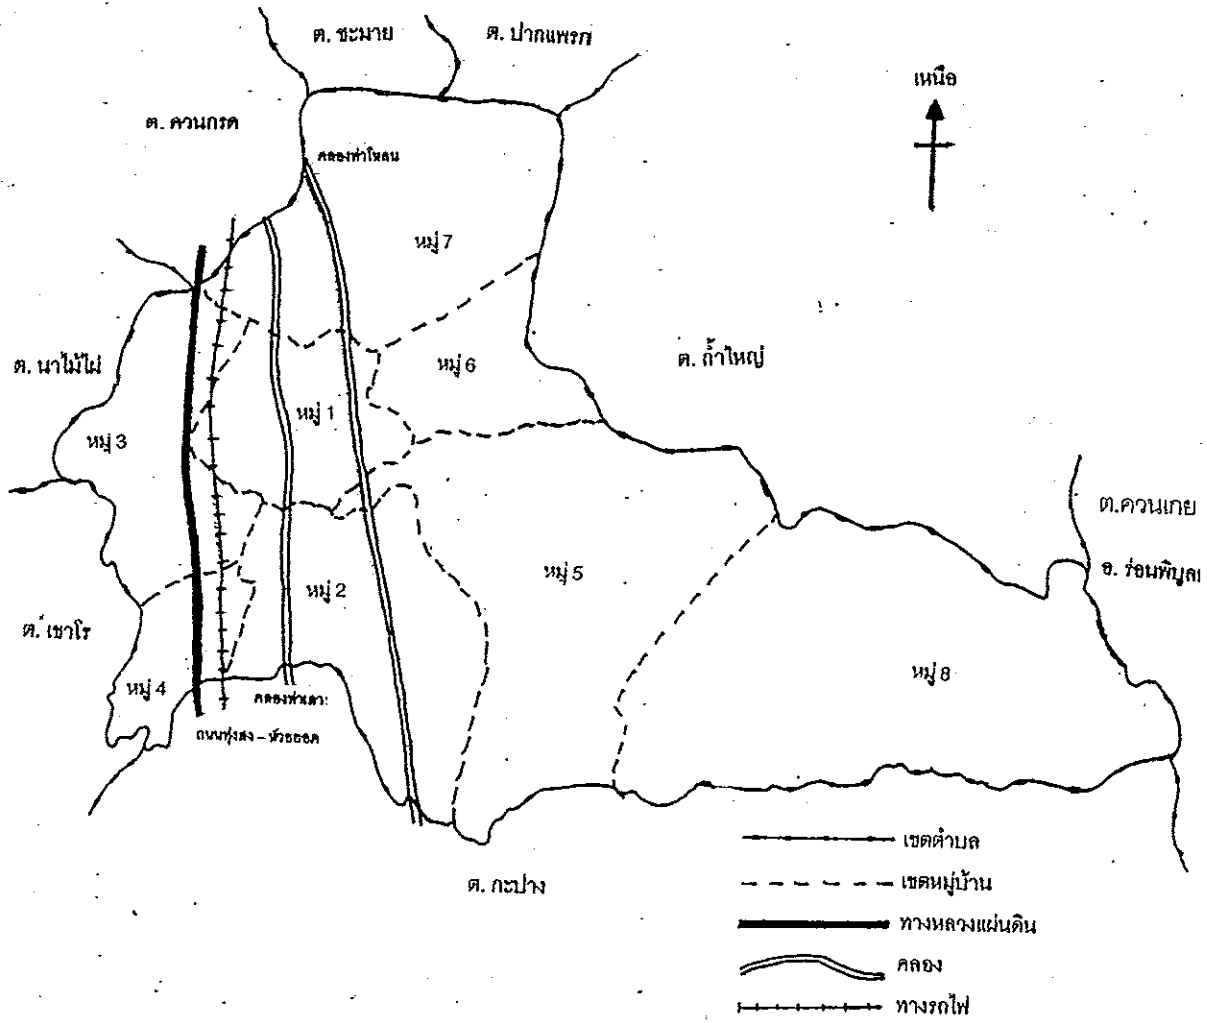 ต. ชะมาย
ต. ปากแพรก
เหนือ
ต. ควนกรด
คลองท่าโหลน
หมู่ 7
ต. นาไม้ไผ่
หมู่ 6
ต. ถ้ำใหญ่
หมู่ 1
หมู่ 3
ต.ควนเกย
อ. ร่อนพิบูลย์
หมู่ 5
หมู่ 2
ต. เขาโร
หมู่ 8
หมู่ 4
คลองท่าเลา
ถนนทุ่งสง - ห้วยยอด
เขตตำบล
ต. กะปาง
เขตหมู่บ้าน
ทางหลวงแผ่นดิน
คลอง
ทางรถไฟ